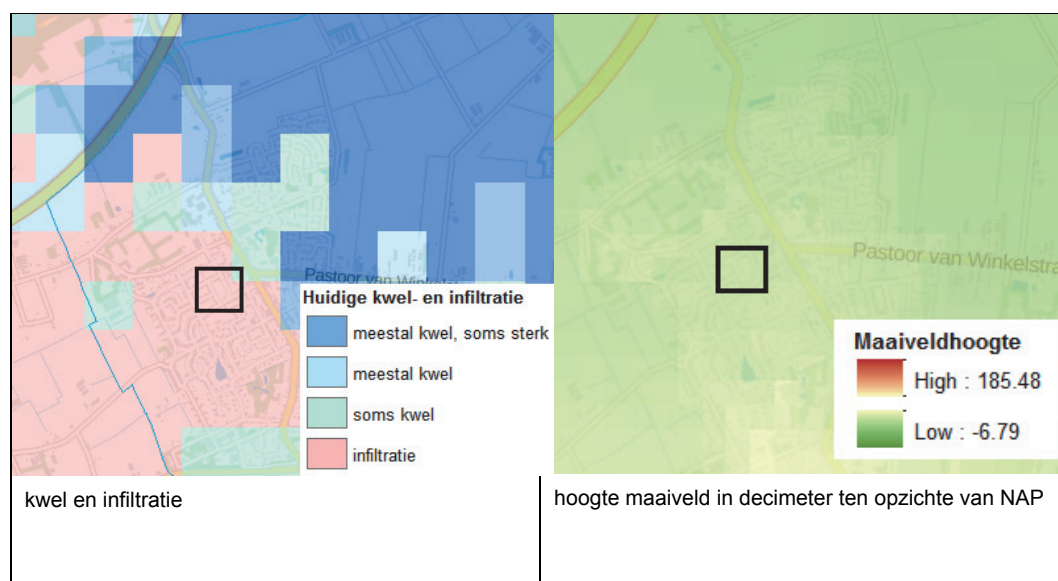 Pastoor van Winkelst
Huidige kwel- en infiltratie
meestal kwel, soms sterk
meestal kwel
soms kwel
infiltratie
Pastoor van Winkelstra
Maaiveldhoogte
High : 185.48
Low : -6.79
kwel en infiltratie
hoogte maaiveld in decimeter ten opzichte van NAP